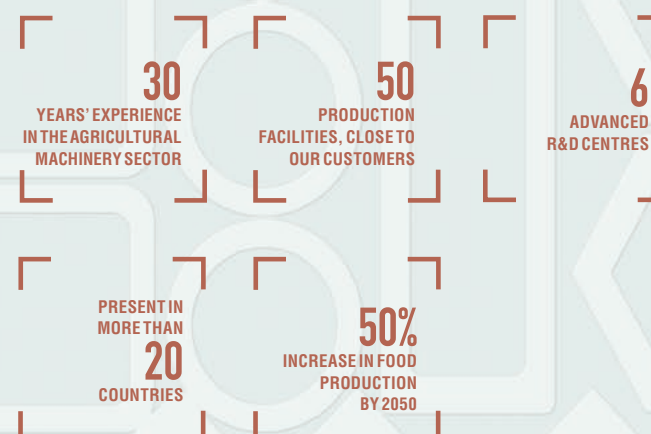 30
YEARS' EXPERIENCE
IN THE AGRICULTURAL
MACHINERY SECTOR
50
PRODUCTION
FACILITIES, CLOSE TO
OUR CUSTOMERS
6
ADVANCED
R&D CENTRES
PRESENT IN
MORE THAN
20
COUNTRIES
50%
INCREASE IN FOOD
PRODUCTION
BY 2050